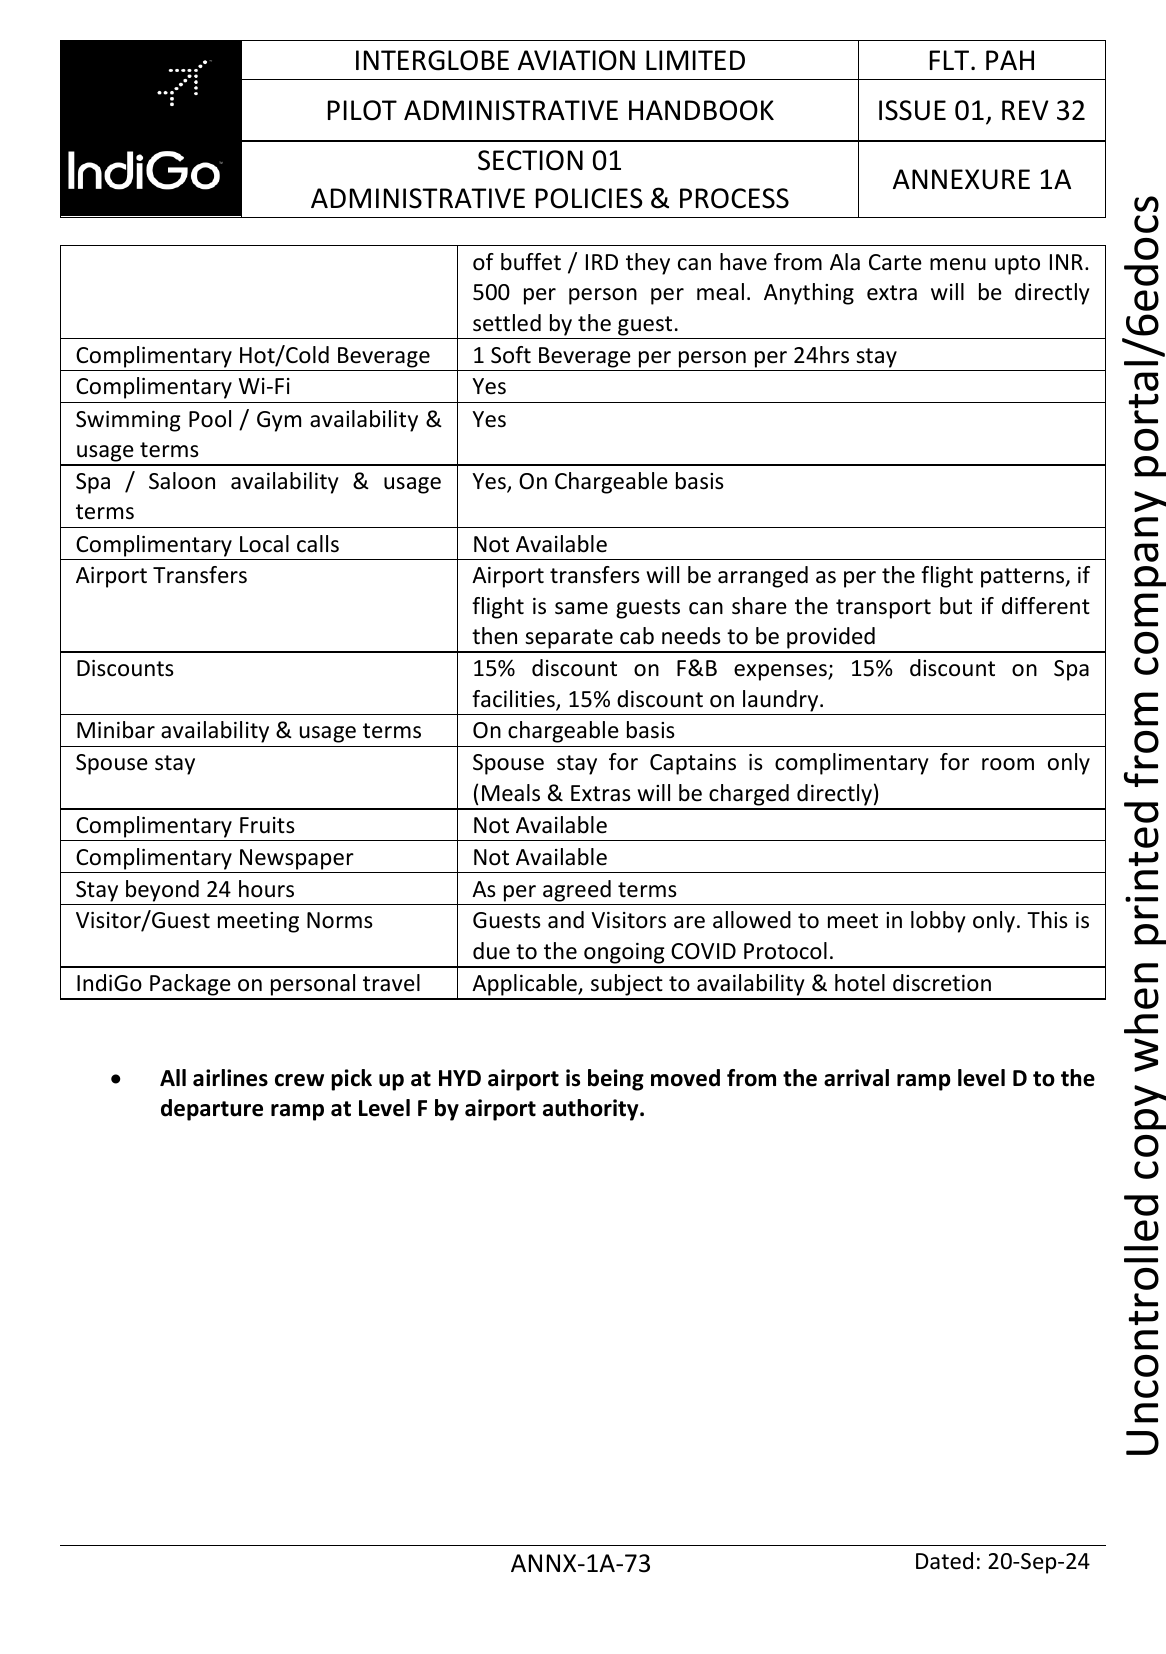 IndiGo
INTERGLOBE AVIATION LIMITED
FLT. PAH
PILOT ADMINISTRATIVE HANDBOOK
ISSUE 01, REV 32
SECTION 01
ADMINISTRATIVE POLICIES & PROCESS
ANNEXURE 1A
of buffet / IRD they can have from Ala Carte menu upto INR.
500 per person per meal. Anything extra will be directly
settled by the guest.
Complimentary Hot/Cold Beverage
1 Soft Beverage per person per 24hrs stay
Complimentary Wi-Fi
Yes
Swimming Pool / Gym availability &
usage terms
Yes
Spa / Saloon availability & usage
terms
Yes, On Chargeable basis
Complimentary Local calls
Not Available
Airport Transfers
Airport transfers will be arranged as per the flight patterns, if
flight is same guests can share the transport but if different
then separate cab needs to be provided
Discounts
15% discount on F&B expenses; 15% discount on Spa
facilities, 15% discount on laundry.
Minibar availability & usage terms
On chargeable basis
Spouse stay
Spouse stay for Captains is complimentary for room only
(Meals & Extras will be charged directly)
Complimentary Fruits
Not Available
Complimentary Newspaper
Not Available
Stay beyond 24 hours
As per agreed terms
Visitor/Guest meeting Norms
Guests and Visitors are allowed to meet in lobby only. This is
due to the ongoing COVID Protocol.
IndiGo Package on personal travel
Applicable, subject to availability & hotel discretion
• All airlines crew pick up at HYD airport is being moved from the arrival ramp level D to the
departure ramp at Level F by airport authority.
ANNX-1A-73
Dated: 20-Sep-24
Uncontrolled copy when printed from company portal/6edocs